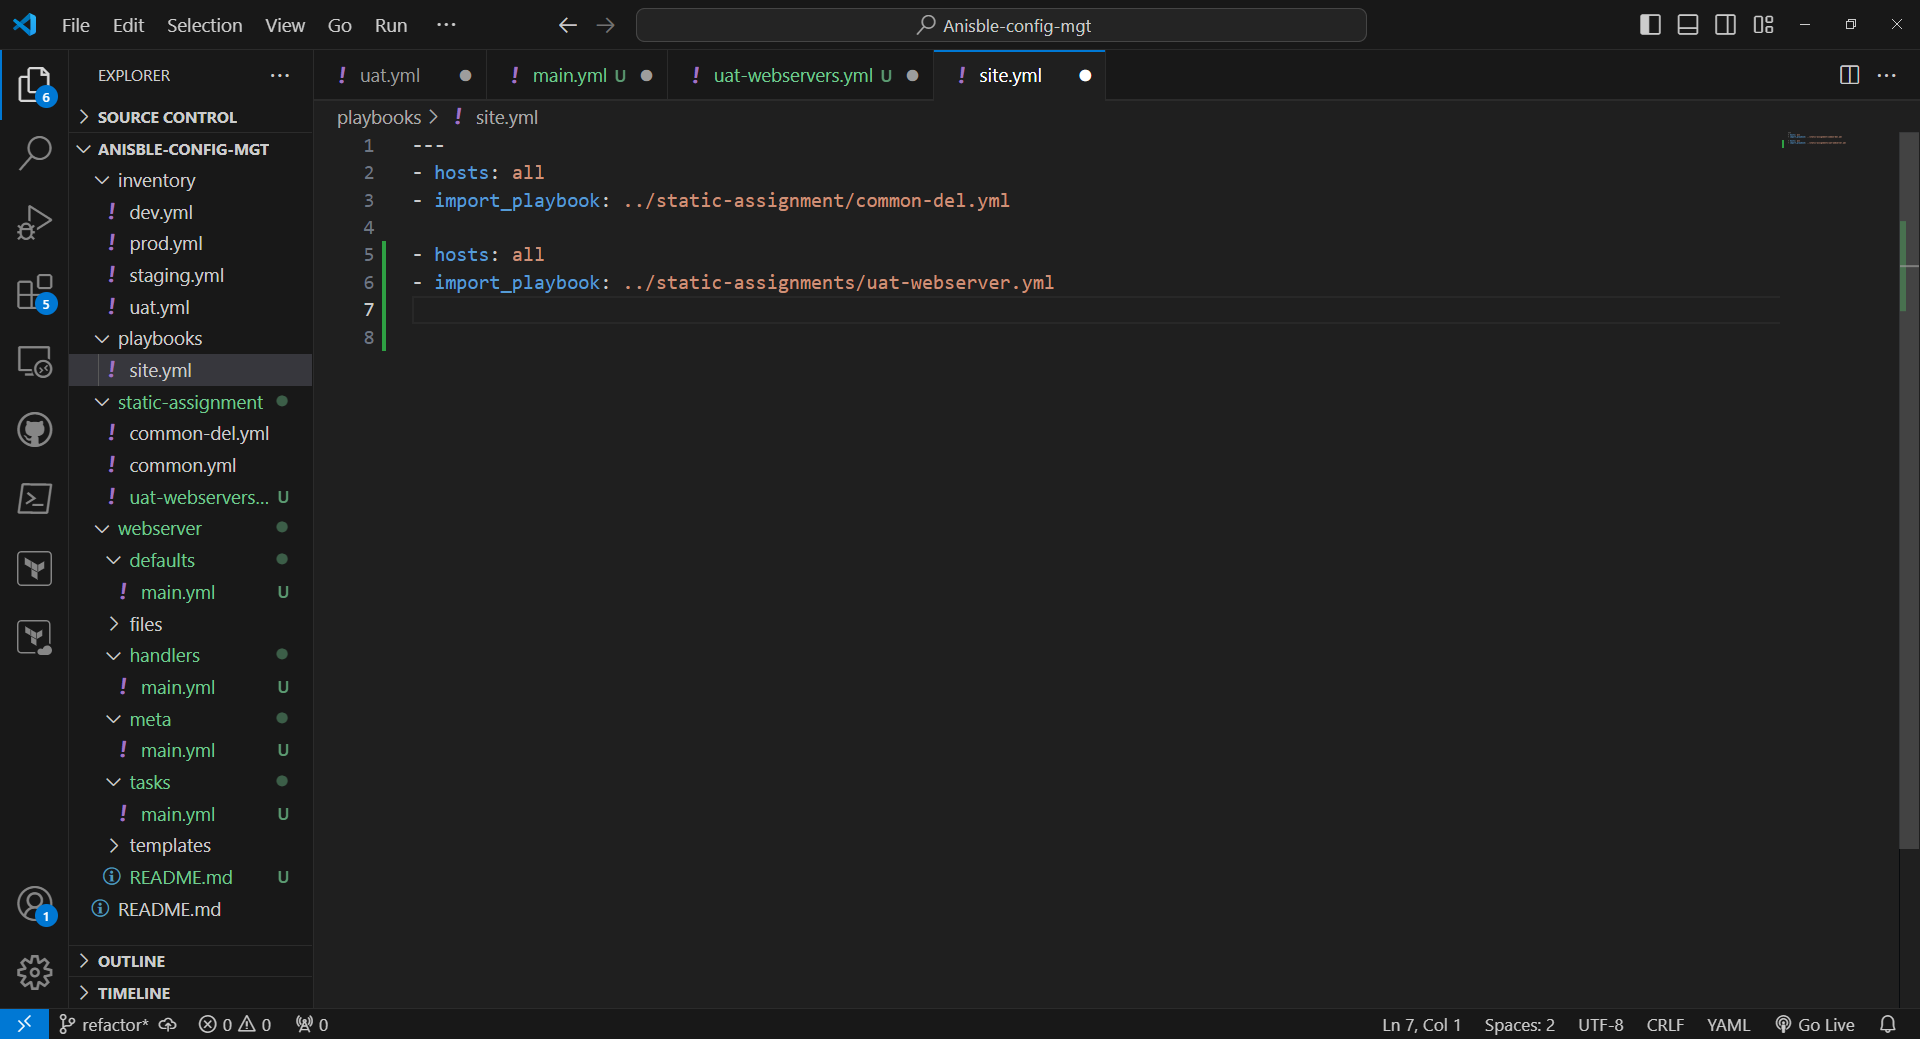 File Edit Selection View Go Run ···
Anisble-config-mgt
EXPLORER ···
SOURCE CONTROL
ANISBLE-CONFIG-MGT
inventory
! dev.yml
! prod.yml
! staging.yml
! uat.yml
playbooks
! site.yml
static-assignment
! common-del.yml
! common.yml
! uat-webservers... U
webserver
defaults
! main.yml U
files
handlers
! main.yml U
meta
! main.yml U
tasks
! main.yml U
templates
README.md U
README.md
OUTLINE
TIMELINE
6
5
1
! uat.yml
! main.yml U
! uat-webservers.yml U
! site.yml
playbooks > ! site.yml
1 ---
2 - hosts: all
3 - import_playbook: ../static-assignment/common-del.yml
4
5 - hosts: all
6 - import_playbook: ../static-assignments/uat-webserver.yml
7
8
refactor* 0 0 0
Ln 7, Col 1 Spaces: 2 UTF-8 CRLF YAML Go Live